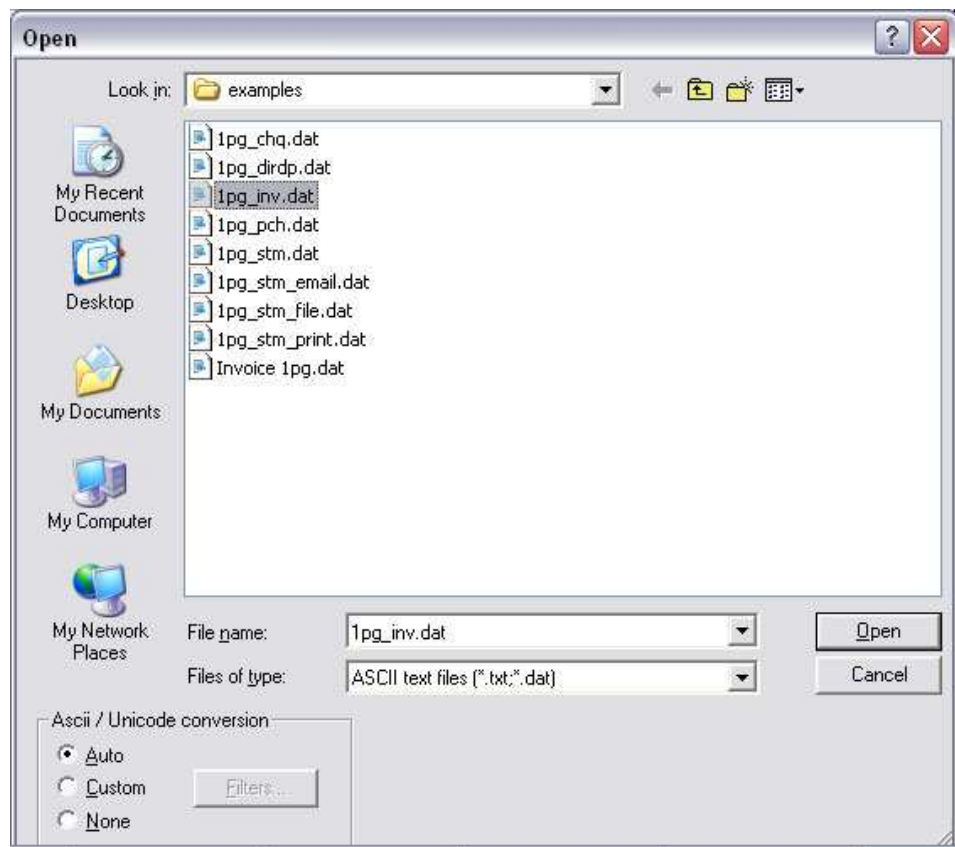 Open
Look in:
examples
1pg_chq.dat
1pg_dirdp.dat
1pg_inv.dat
1pg_pch.dat
1pg_stm.dat
1pg_stm_email.dat
1pg_stm_file.dat
1pg_stm_print.dat
Invoice 1pg.dat
My Recent
Documents
Desktop
My Documents
My Computer
My Network
Places
File name:
1pg_inv.dat
Open
Files of type:
ASCII text files (*.txt;*.dat)
Cancel
Ascii / Unicode conversion
Auto
Custom
Filters ...
None